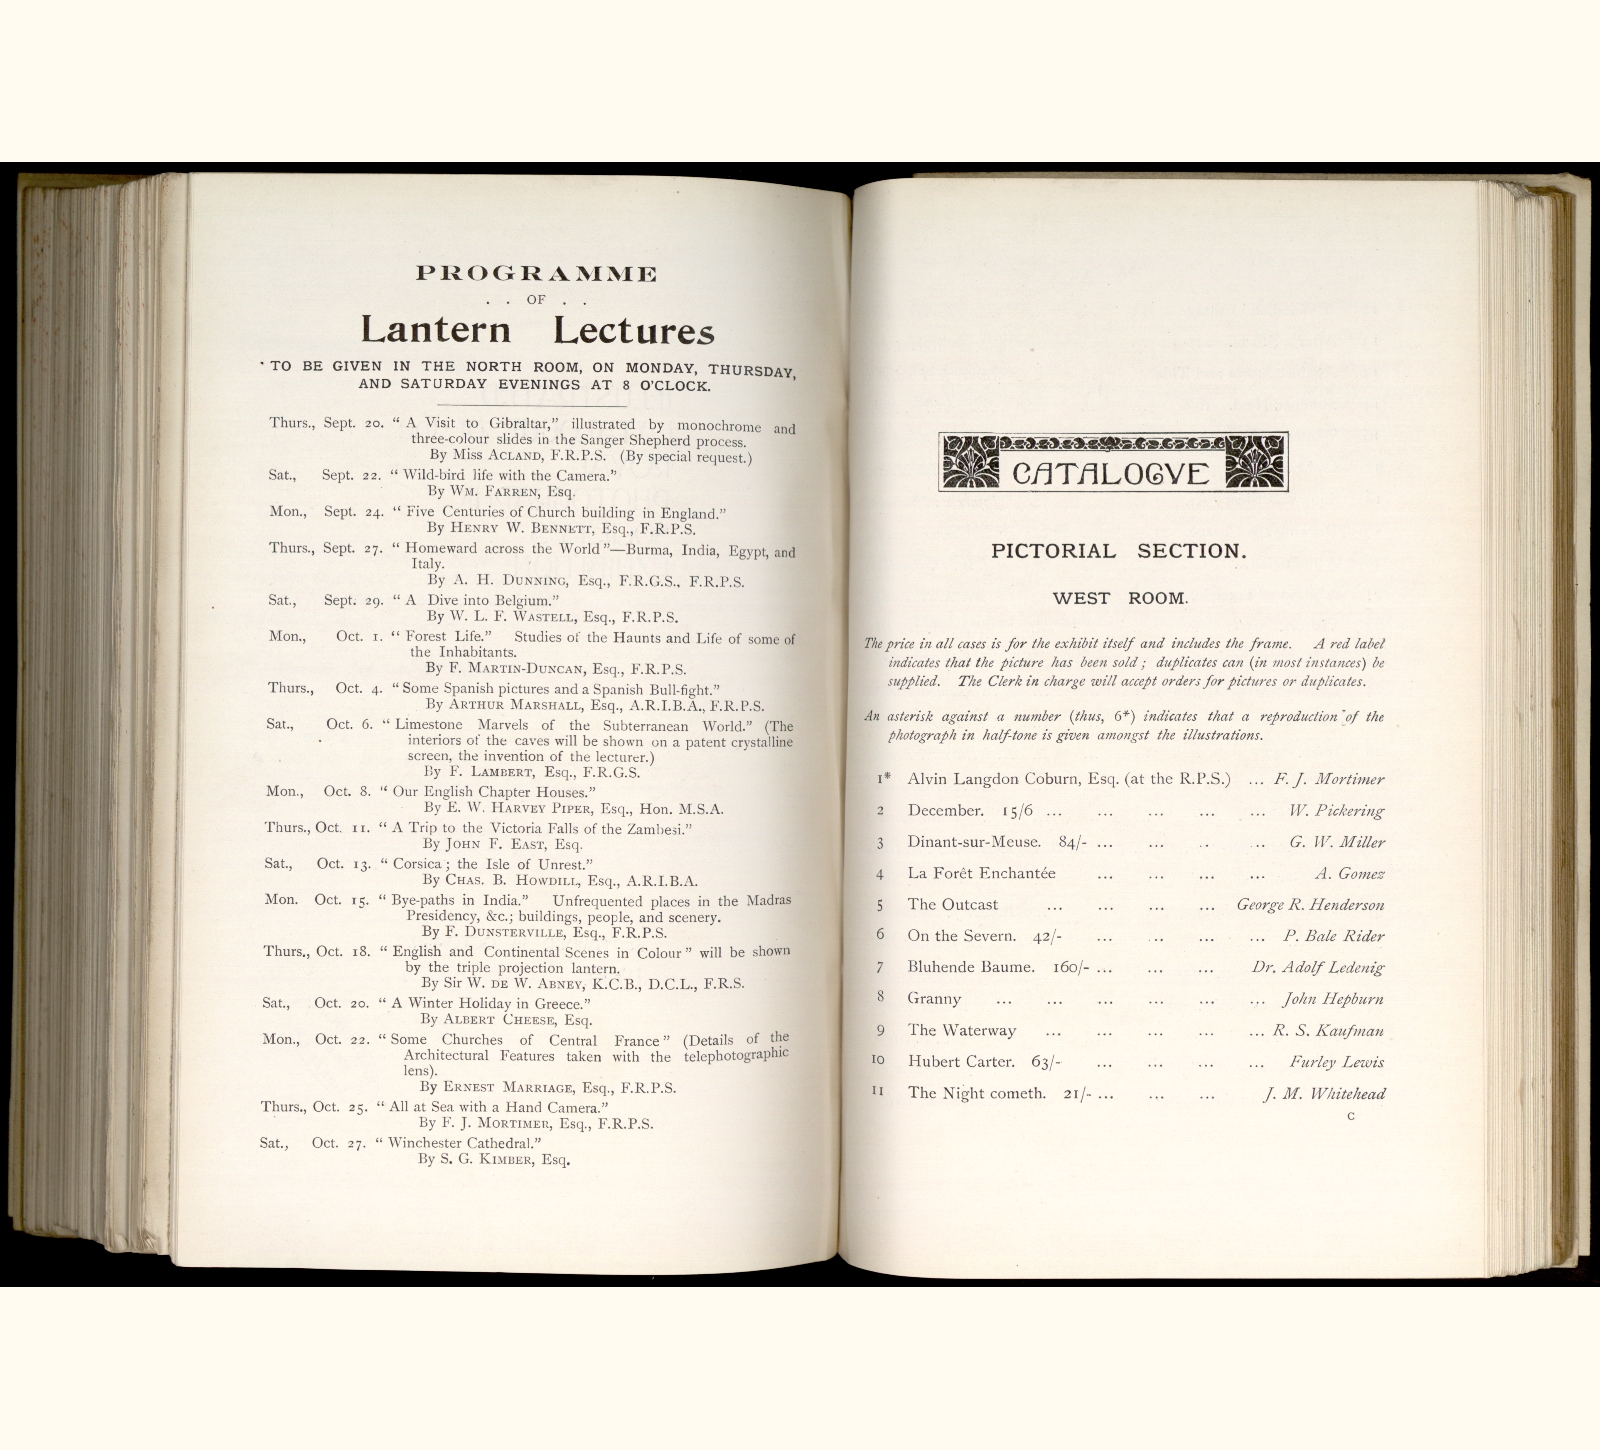 PROGRAMME
. . OF . .
Lantern Lectures
TO BE GIVEN IN THE NORTH ROOM, ON MONDAY, THURSDAY,
AND SATURDAY EVENINGS AT 8 O'CLOCK.
Thurs., Sept. 20. “ A Visit to Gibraltar,” illustrated by monochrome and
three-colour slides in the Sanger Shepherd process.
By Miss ACLAND, F.R.P.S. (By special request.)
Sat., Sept. 22. “ Wild-bird life with the Camera.”
By WM. FARREN, Esq.
Mon., Sept. 24. “ Five Centuries of Church building in England.”
By HENRY W. BENNETT, Esq., F.R.P.S.
Thurs., Sept. 27. “ Homeward across the World”—Burma, India, Egypt, and
Italy.
By A. H. DUNNING, Esq., F.R.G.S., F.R.P.S.
Sat., Sept. 29. “ A Dive into Belgium.”
By W. L. F. WASTELL, Esq., F.R.P.S.
Mon., Oct. 1. “ Forest Life.” Studies of the Haunts and Life of some of
the Inhabitants.
By F. MARTIN-DUNCAN, Esq., F.R.P.S.
Thurs., Oct. 4. “ Some Spanish pictures and a Spanish Bull-fight.”
By ARTHUR MARSHALL, Esq., A.R.I.B.A., F.R.P.S.
Sat., Oct. 6. “ Limestone Marvels of the Subterranean World.” (The
interiors of the caves will be shown on a patent crystalline
screen, the invention of the lecturer.)
By F. LAMBERT, Esq., F.R.G.S.
Mon., Oct. 8. “ Our English Chapter Houses.”
By E. W. HARVEY PIPER, Esq., Hon. M.S.A.
Thurs., Oct. 11. “ A Trip to the Victoria Falls of the Zambesi.”
By JOHN F. EAST, Esq.
Sat., Oct. 13. “ Corsica ; the Isle of Unrest.”
By CHAS. B. HOWDILL, Esq., A.R.I.B.A.
Mon. Oct. 15. “ Bye-paths in India.” Unfrequented places in the Madras
Presidency, &c.; buildings, people, and scenery.
By F. DUNSTERVILLE, Esq., F.R.P.S.
Thurs., Oct. 18. “ English and Continental Scenes in Colour ” will be shown
by the triple projection lantern.
By Sir W. DE W. ABNEY, K.C.B., D.C.L., F.R.S.
Sat., Oct. 20. “ A Winter Holiday in Greece.”
By ALBERT CHEESE, Esq.
Mon., Oct. 22. “ Some Churches of Central France ” (Details of the
Architectural Features taken with the telephotographic
lens).
By ERNEST MARRIAGE, Esq., F.R.P.S.
Thurs., Oct. 25. “ All at Sea with a Hand Camera.”
By F. J. MORTIMER, Esq., F.R.P.S.
Sat., Oct. 27. “ Winchester Cathedral.”
By S. G. KIMBER, Esq.
CATALOGVE
PICTORIAL SECTION.
WEST ROOM.
The price in all cases is for the exhibit itself and includes the frame. A red label
indicates that the picture has been sold ; duplicates can (in most instances) be
supplied. The Clerk in charge will accept orders for pictures or duplicates.
An asterisk against a number (thus, 6*) indicates that a reproduction of the
photograph in half-tone is given amongst the illustrations.
1* Alvin Langdon Coburn, Esq. (at the R.P.S.) ... F. J. Mortimer
2 December. 15/6 ... ... ... ... ... W. Pickering
3 Dinant-sur-Meuse. 84/- ... ... .. ... G. W. Miller
4 La Forêt Enchantée ... ... ... ... A. Gomez
5 The Outcast ... ... ... ... George R. Henderson
6 On the Severn. 42/- ... ... ... ... P. Bale Rider
7 Bluhende Baume. 160/- ... ... ... Dr. Adolf Ledenig
8 Granny ... ... ... ... ... ... John Hepburn
9 The Waterway ... ... ... ... ... R. S. Kaufman
10 Hubert Carter. 63/- ... ... ... ... Furley Lewis
11 The Night cometh. 21/- ... ... ... J. M. Whitehead
C